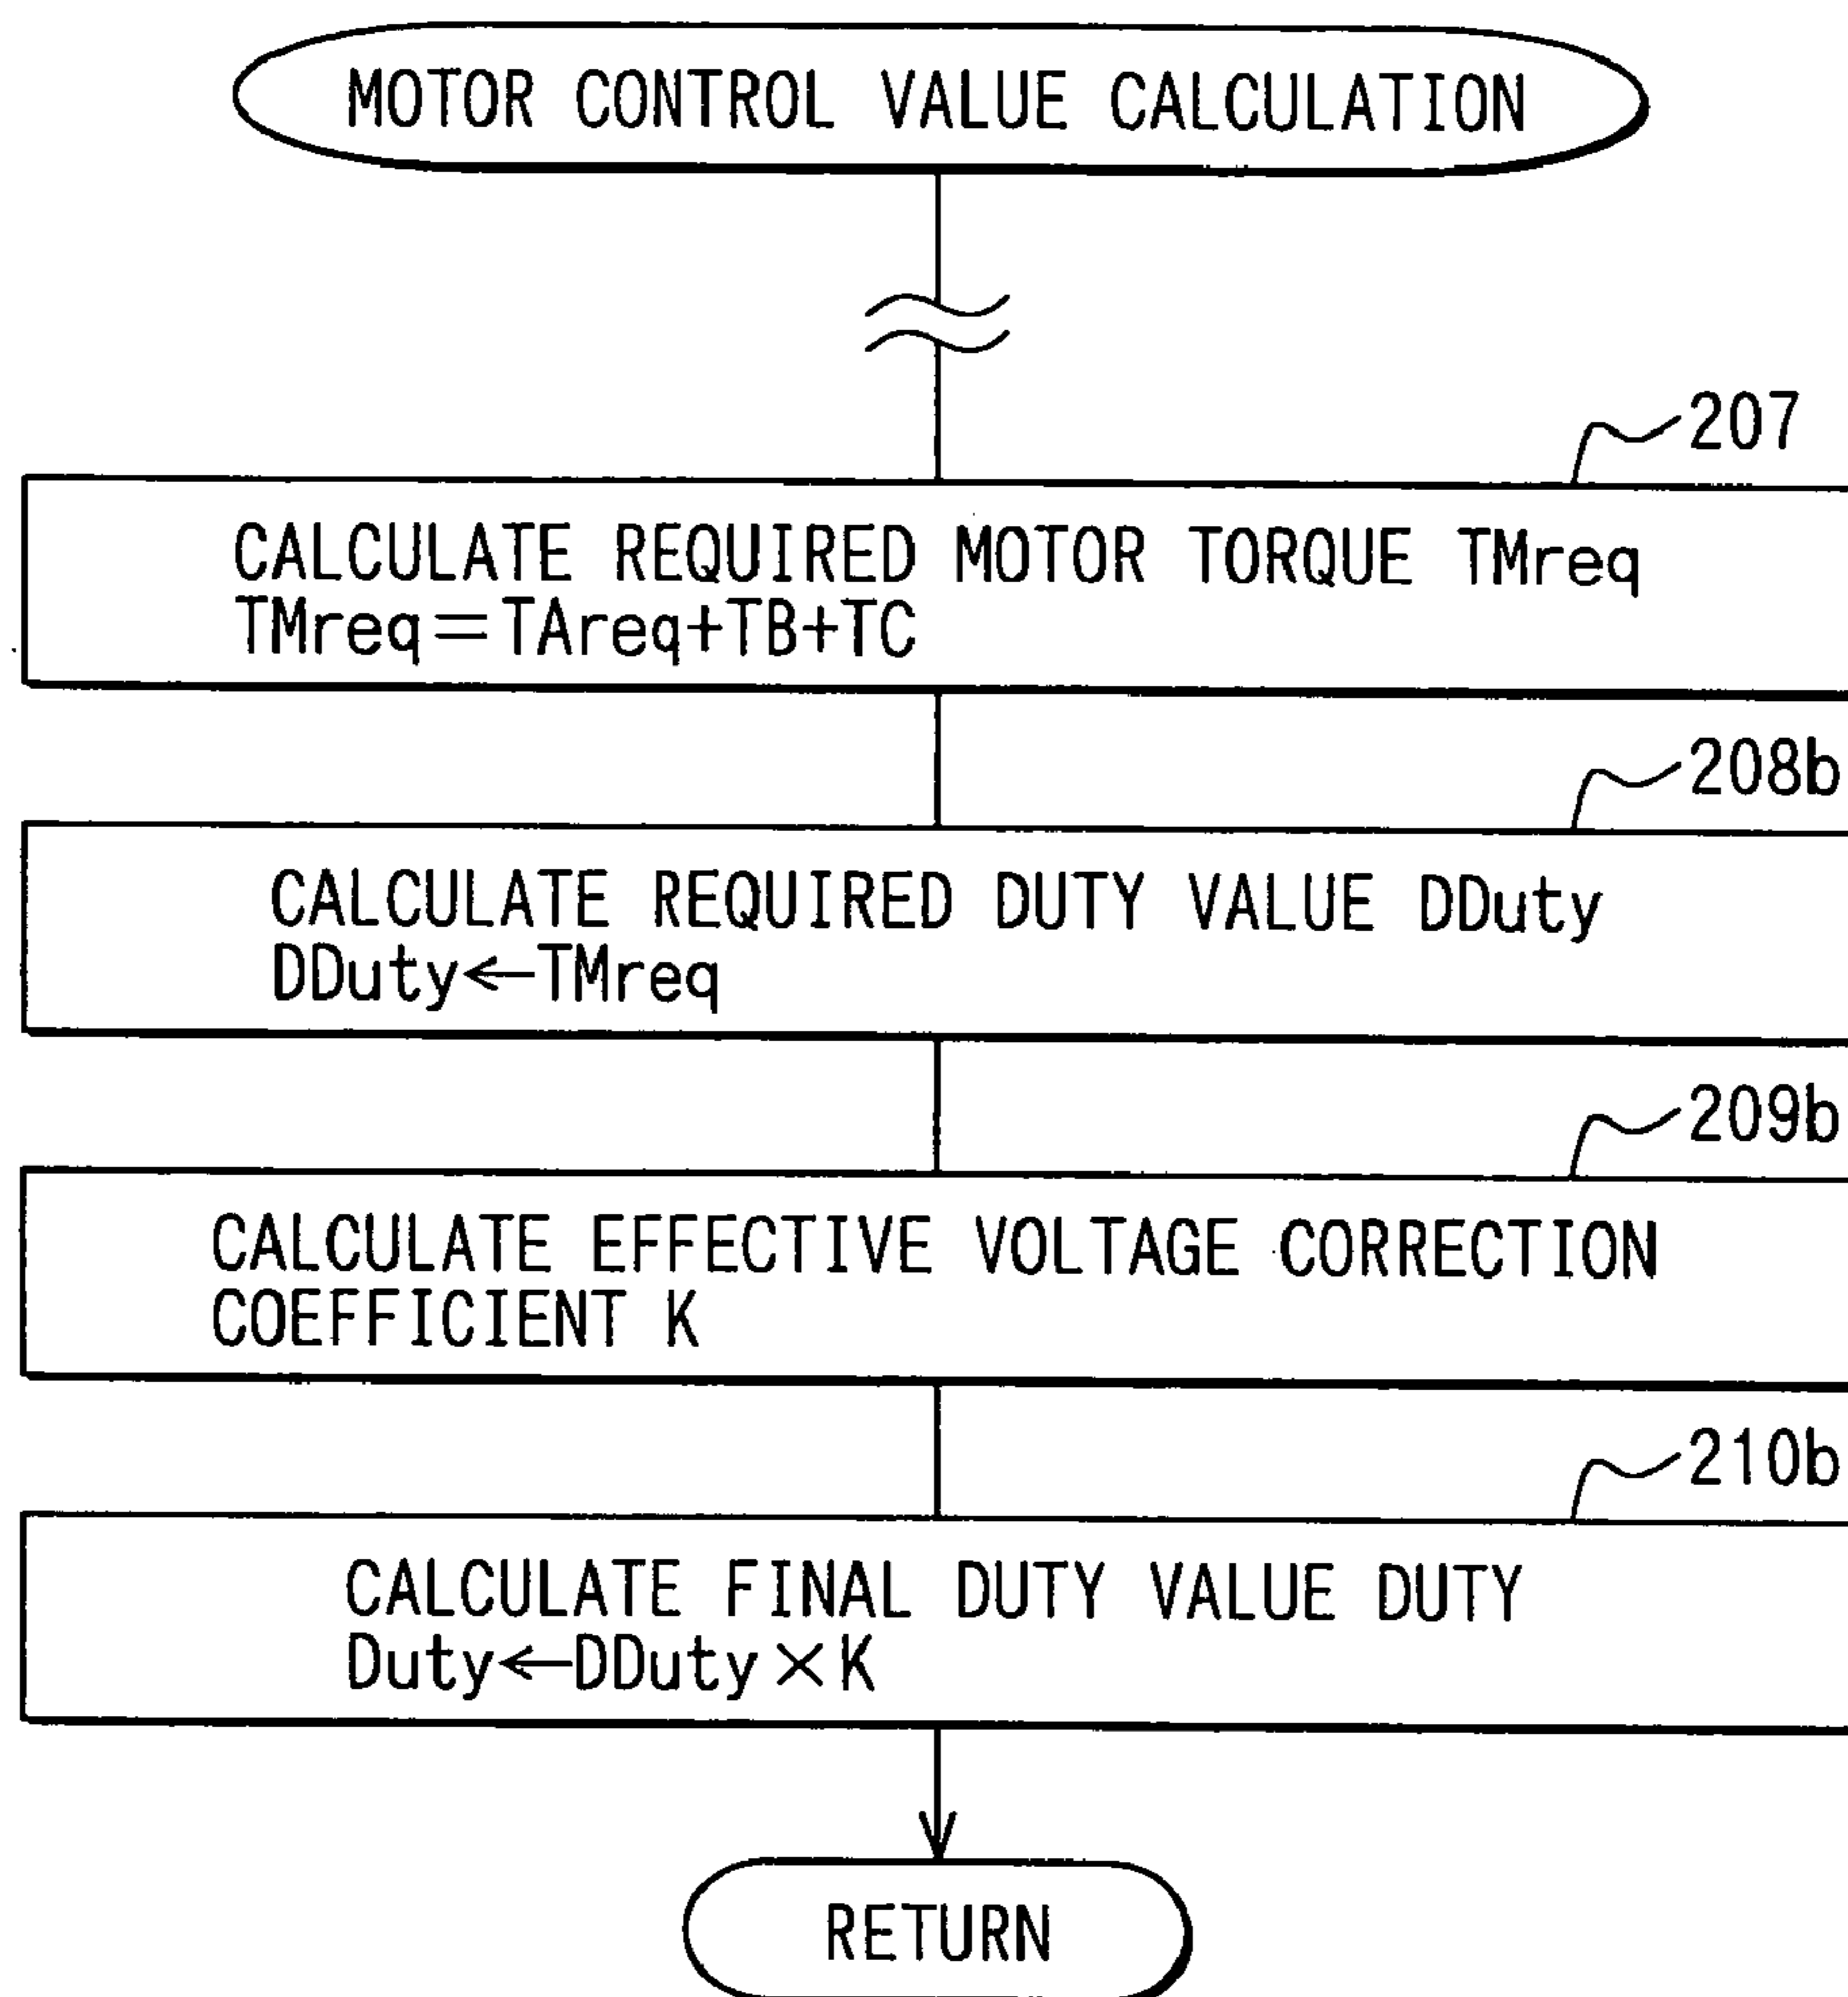 MOTOR CONTROL VALUE CALCULATION
207
CALCULATE REQUIRED MOTOR TORQUE TMreq
TMreq=TAreq+TB+TC
208b
CALCULATE REQUIRED DUTY VALUE DDuty
DDuty←TMreq
209b
CALCULATE EFFECTIVE VOLTAGE CORRECTION
COEFFICIENT K
210b
CALCULATE FINAL DUTY VALUE DUTY
Duty←DDuty×K
RETURN